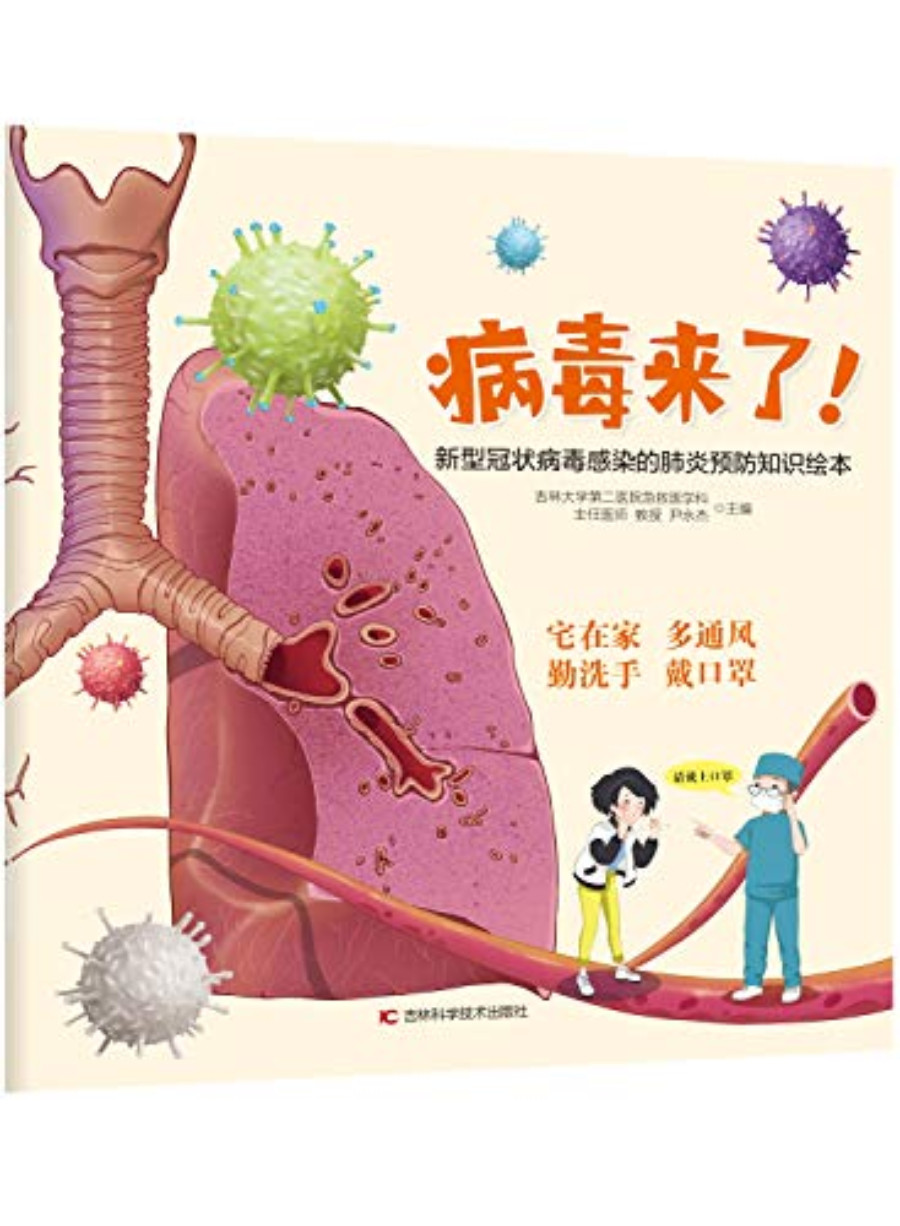 病毒来了!
新型冠状病毒感染的肺炎预防知识绘本
吉林大学第二医院急救医学科
主任医师 教授 尹永杰 ◎主编
宅在家 多通风
勤洗手 戴口罩
请戴上口罩
吉林科学技术出版社